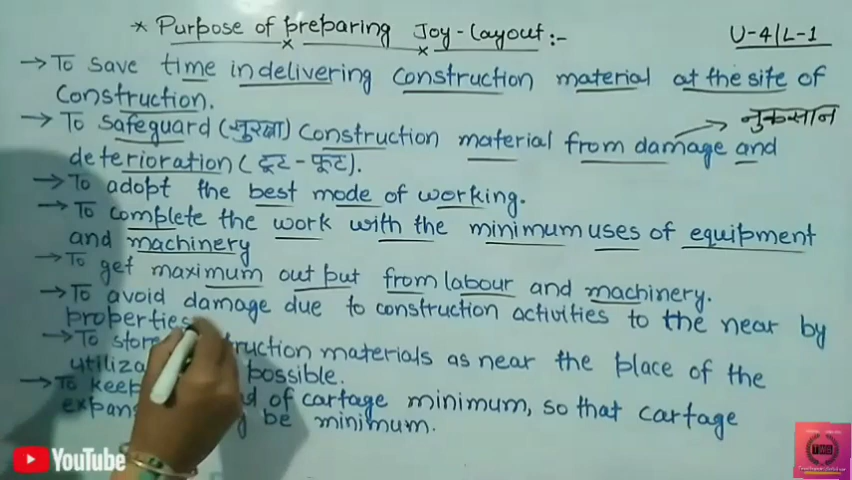 * Purpose of preparing Joy-Layout:-
U-4/L-1
→ To save time in delivering construction material at the site of
Construction.
→ To Safeguard (सुरक्षा) Construction material from damage and → नुकसान
deterioration (टूट-फूट).
→ To adopt the best mode of working.
→ To complete the work with the minimum uses of equipment
and machinery
→ To get maximum out put from labour and machinery.
→ To avoid damage due to construction activities to the near by
properties
→ To store materials as near the place of the
possible.
→ To keep of cartage minimum, so that cartage
be minimum.
YouTube